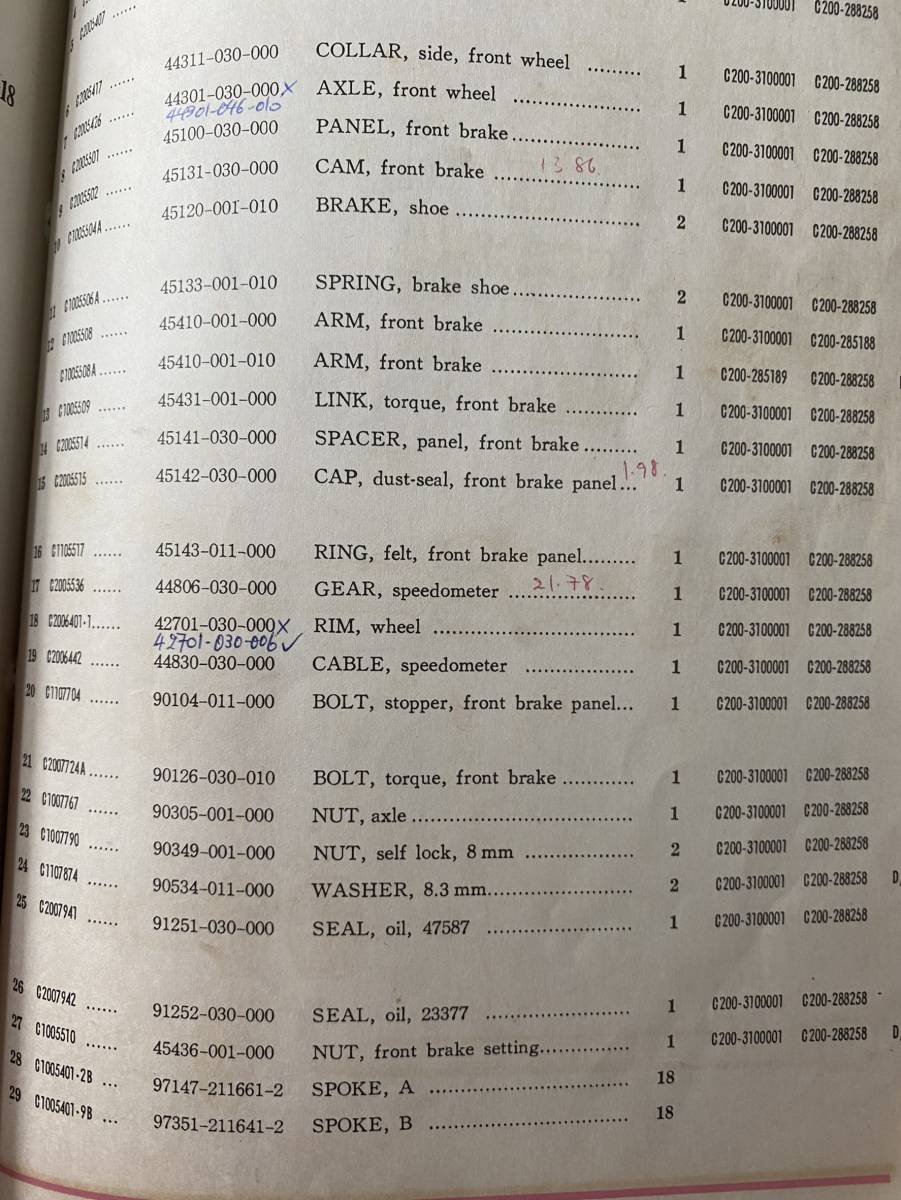 5 C2005407 ...... 1 C200-3100001 C200-288258
6 C2005417 ...... 44311-030-000 COLLAR, side, front wheel ......... 1 C200-3100001 C200-288258
7 C2005426 ...... 44301-030-000X AXLE, front wheel ..................... 1 C200-3100001 C200-288258
44301-046-010
8 C2005501 ...... 45100-030-000 PANEL, front brake ..................... 1 C200-3100001 C200-288258
9 C2005502 ...... 45131-030-000 CAM, front brake ........................ 1 C200-3100001 C200-288258
13 86.
10 C1005504A ...... 45120-001-010 BRAKE, shoe .............................. 2 C200-3100001 C200-288258
11 C1005506A ...... 45133-001-010 SPRING, brake shoe ..................... 2 C200-3100001 C200-288258
12 C1005508 ...... 45410-001-000 ARM, front brake ........................ 1 C200-3100001 C200-285188
C1005508A ...... 45410-001-010 ARM, front brake ........................ 1 C200-285189 C200-288258
13 C1005509 ...... 45431-001-000 LINK, torque, front brake ............ 1 C200-3100001 C200-288258
14 C2005514 ...... 45141-030-000 SPACER, panel, front brake ......... 1 C200-3100001 C200-288258
15 C2005515 ...... 45142-030-000 CAP, dust-seal, front brake panel ... 1 C200-3100001 C200-288258
1.98.
16 C1105517 ...... 45143-011-000 RING, felt, front brake panel......... 1 C200-3100001 C200-288258
17 C2005536 ...... 44806-030-000 GEAR, speedometer ..................... 1 C200-3100001 C200-288258
21.78.
18 C2006401-1...... 42701-030-000X RIM, wheel .............................. 1 C200-3100001 C200-288258
42701-030-006✓
19 C2006442 ...... 44830-030-000 CABLE, speedometer .................. 1 C200-3100001 C200-288258
20 C1107704 ...... 90104-011-000 BOLT, stopper, front brake panel... 1 C200-3100001 C200-288258
21 C2007724A ...... 90126-030-010 BOLT, torque, front brake ............ 1 C200-3100001 C200-288258
22 C1007767 ...... 90305-001-000 NUT, axle ................................. 1 C200-3100001 C200-288258
23 C1007790 ...... 90349-001-000 NUT, self lock, 8 mm .................. 2 C200-3100001 C200-288258
24 C1107874 ...... 90534-011-000 WASHER, 8.3 mm........................ 2 C200-3100001 C200-288258 D
25 C2007941 ...... 91251-030-000 SEAL, oil, 47587 ........................ 1 C200-3100001 C200-288258
26 C2007942 ...... 91252-030-000 SEAL, oil, 23377 ........................ 1 C200-3100001 C200-288258
27 C1005510 ...... 45436-001-000 NUT, front brake setting............... 1 C200-3100001 C200-288258 D
28 C1005401-2B ... 97147-211661-2 SPOKE, A ................................. 18
29 C1005401-9B ... 97351-211641-2 SPOKE, B ................................. 18
18